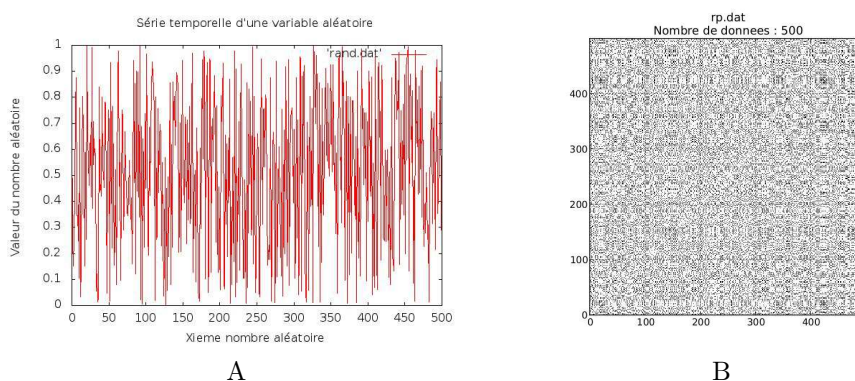 Série temporelle d'une variable aléatoire
1
'rand.dat'
0.9
0.8
0.7
0.6
0.5
0.4
0.3
0.2
0.1
0
Valeur du nombre aléatoire
0 50 100 150 200 250 300 350 400 450 500
Xieme nombre aléatoire
A
rp.dat
Nombre de donnees : 500
400
300
200
100
0
0 100 200 300 400
B